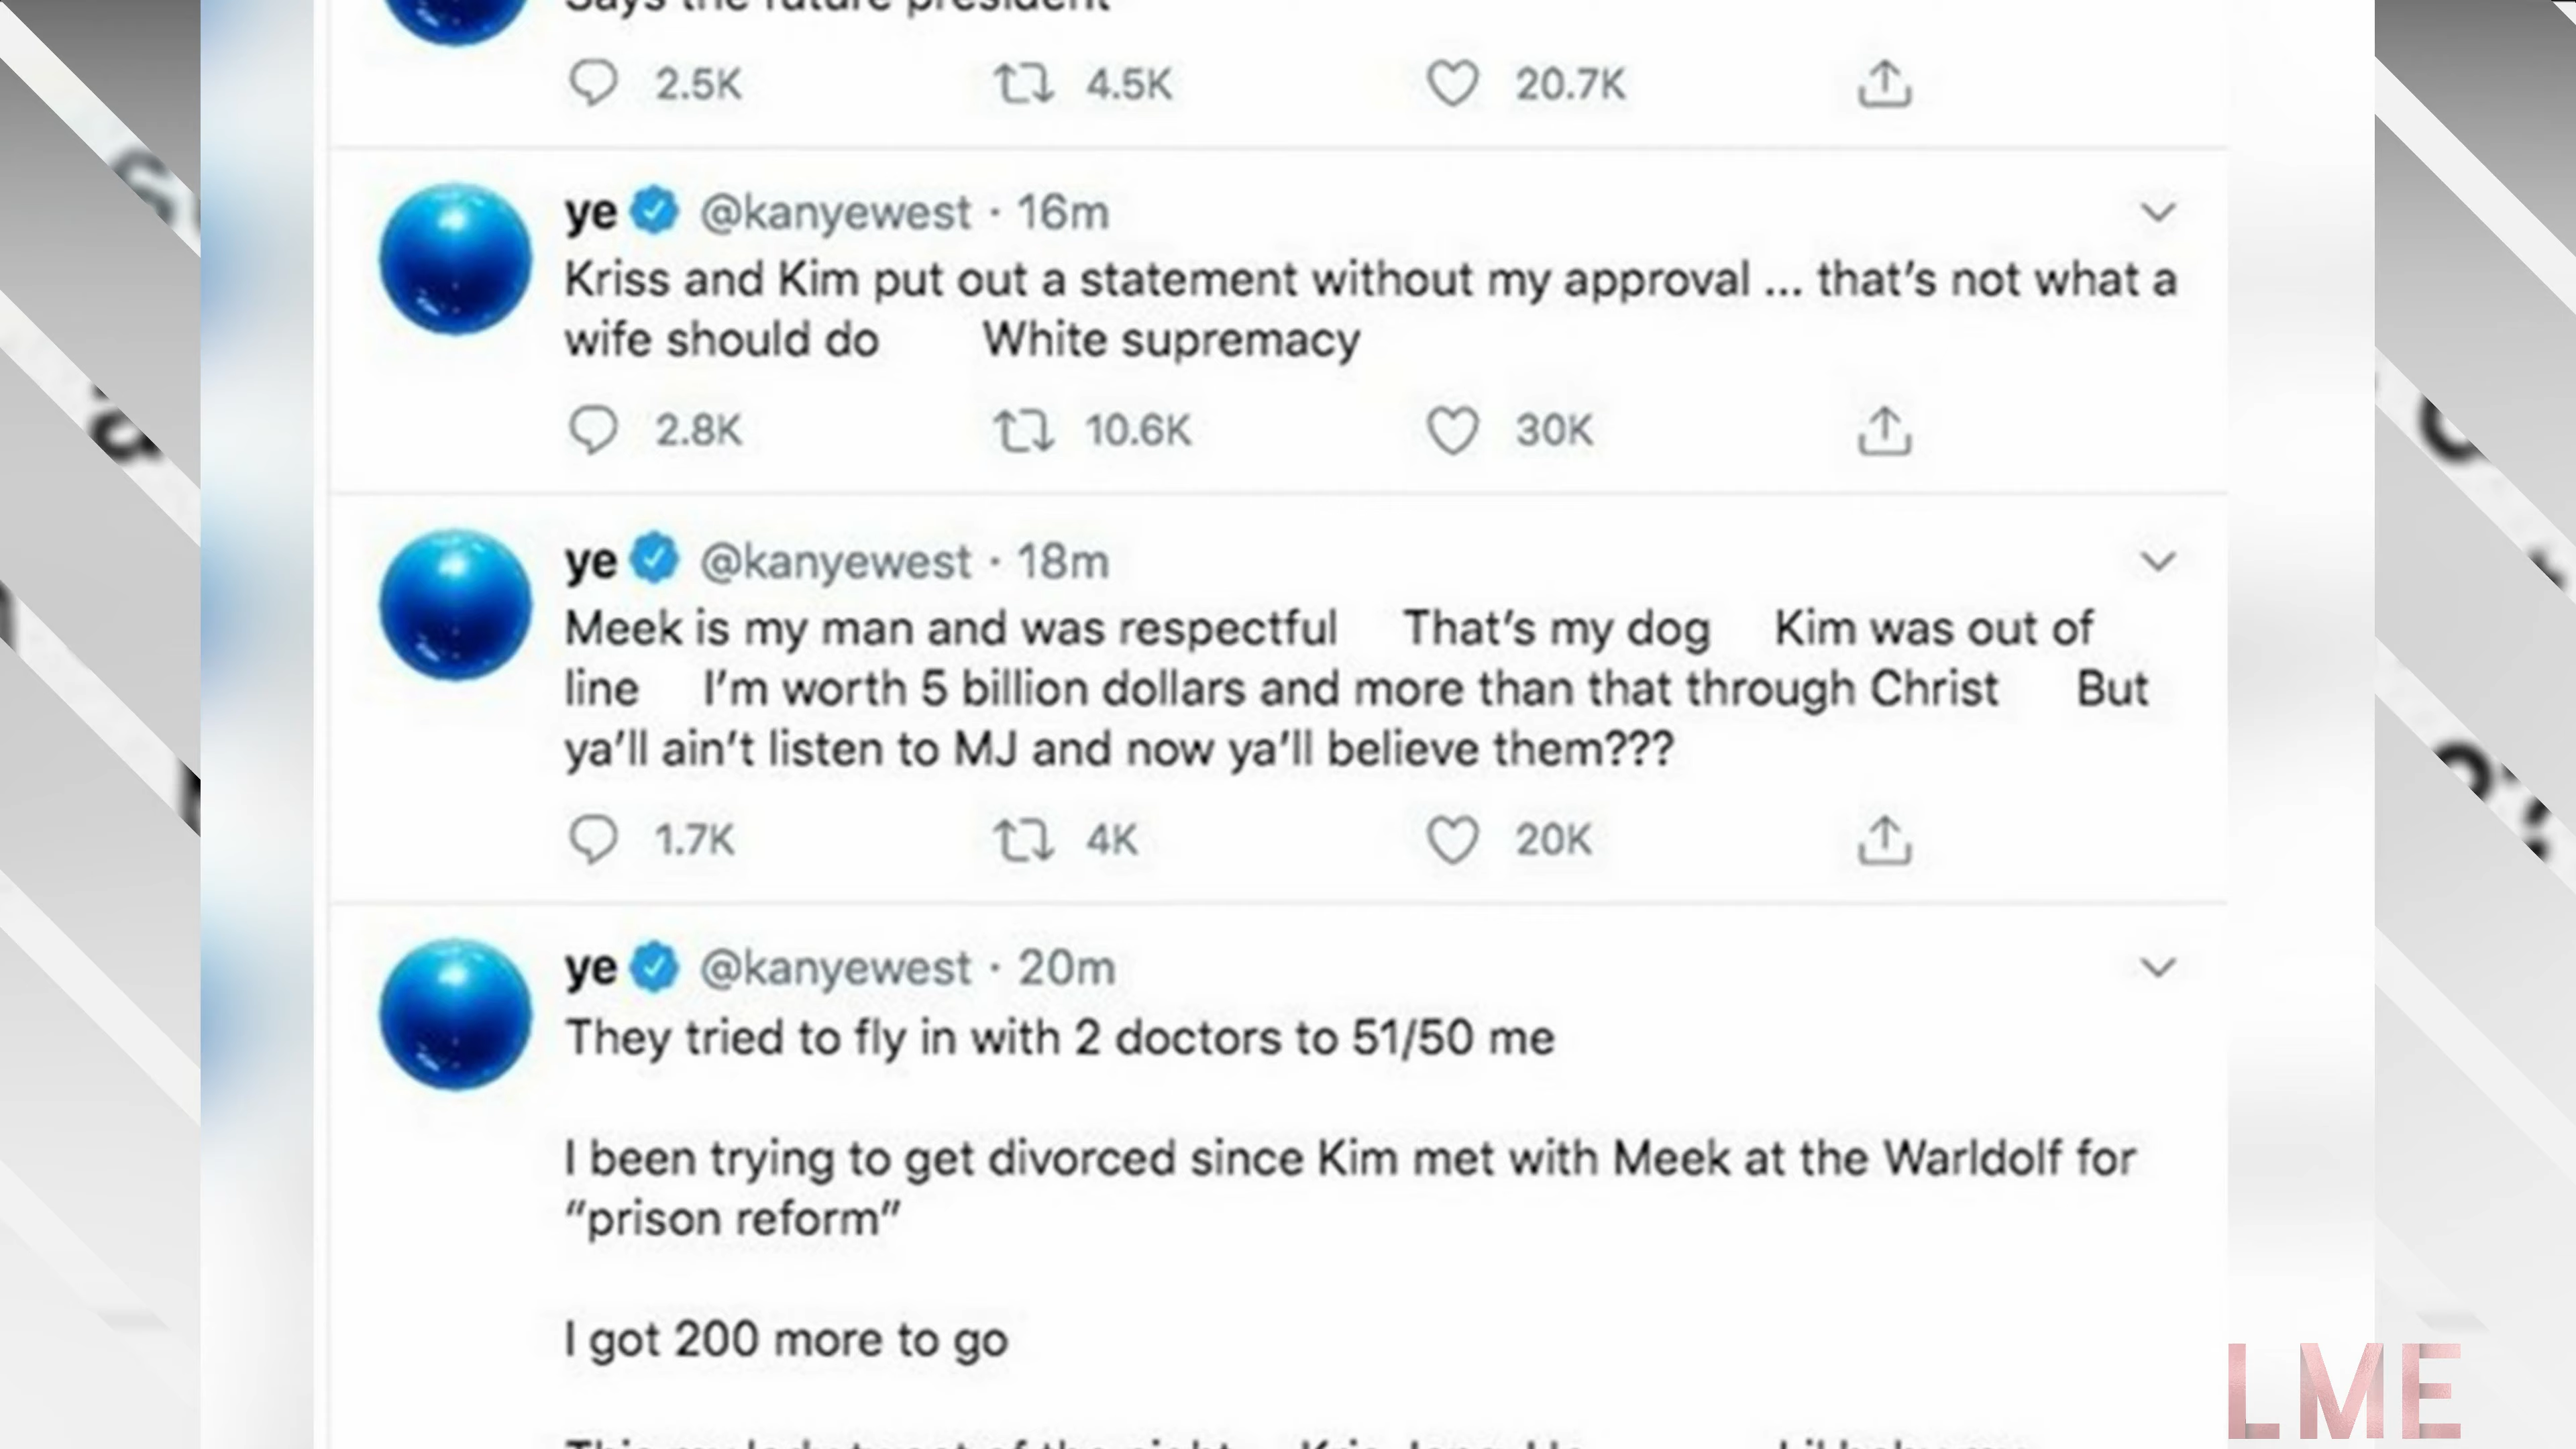 Says the future president
2.5K 4.5K 20.7K
ye @kanyewest · 16m
Kriss and Kim put out a statement without my approval ... that's not what a
wife should do White supremacy
2.8K 10.6K 30K
ye @kanyewest · 18m
Meek is my man and was respectful That's my dog Kim was out of
line I'm worth 5 billion dollars and more than that through Christ But
ya'll ain't listen to MJ and now ya'll believe them???
1.7K 4K 20K
ye @kanyewest · 20m
They tried to fly in with 2 doctors to 51/50 me
I been trying to get divorced since Kim met with Meek at the Warldolf for
“prison reform”
I got 200 more to go
LME